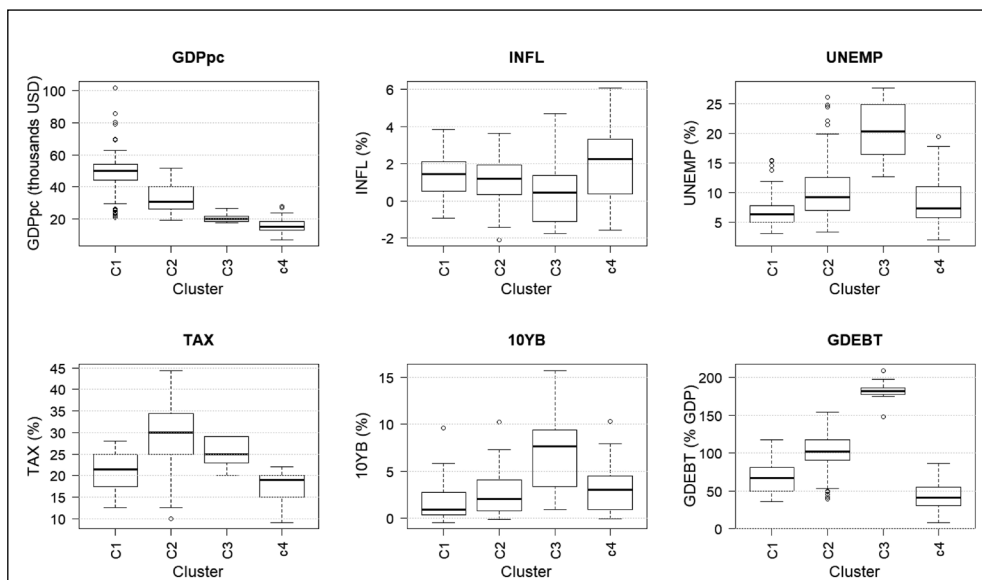 GDPpc
INFL
UNEMP
GDPpc (thousands USD)
100
80
60
40
20
C1
C2
C3
c4
Cluster
INFL (%)
6
4
2
0
-2
C1
C2
C3
c4
Cluster
UNEMP (%)
25
20
15
10
5
C1
C2
C3
c4
Cluster
TAX
10YB
GDEBT
TAX (%)
45
40
35
30
25
20
15
10
C1
C2
C3
c4
Cluster
10YB (%)
15
10
5
0
C1
C2
C3
c4
Cluster
GDEBT (% GDP)
200
150
100
50
0
C1
C2
C3
c4
Cluster